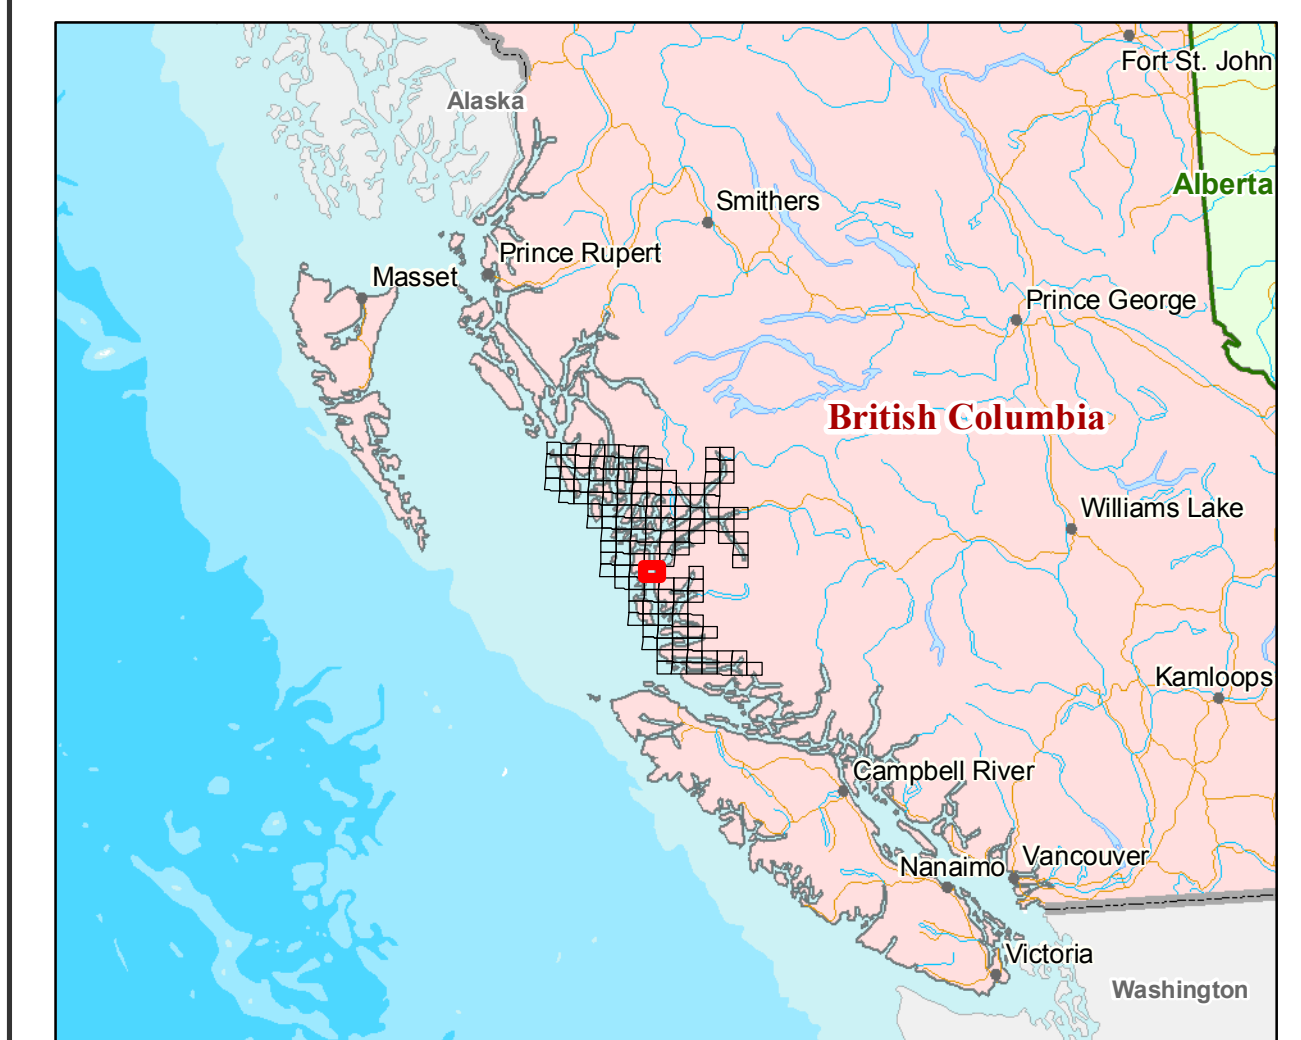 Fort St. John
Alaska
Alberta
Smithers
Prince Rupert
Masset
Prince George
British Columbia
Williams Lake
Kamloops
Campbell River
Vancouver
Nanaimo
Victoria
Washington